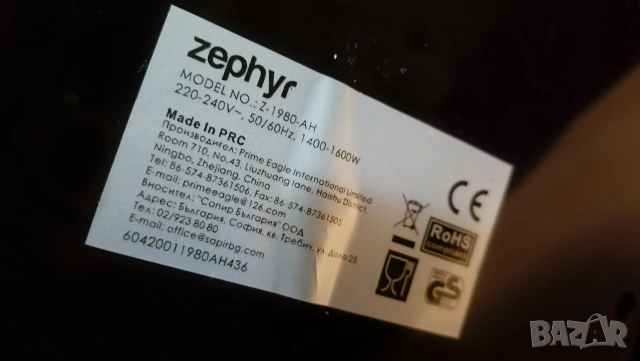 zephyr
MODEL NO.: Z-1980-AH
220-240V~, 50/60Hz, 1400-1600W
Made In PRC
Производител: Prime Eagle International Limited
Room 710, No.43, Liuzhuang lane, Haishu District,
Ningbo, Zhejiang, China
Tel: 86-574-87361506, Fax: 86-574-87361505
E-mail: primeeagle@126.com
Вносител: "Сапир България" ООД
Адрес: България, София, кв. Требич, ул. Дало 25
Tel: 02/923 80 80
E-mail: office@sapirbg.com
60420011980AH436
CE
RoHS
GS
BAZAR